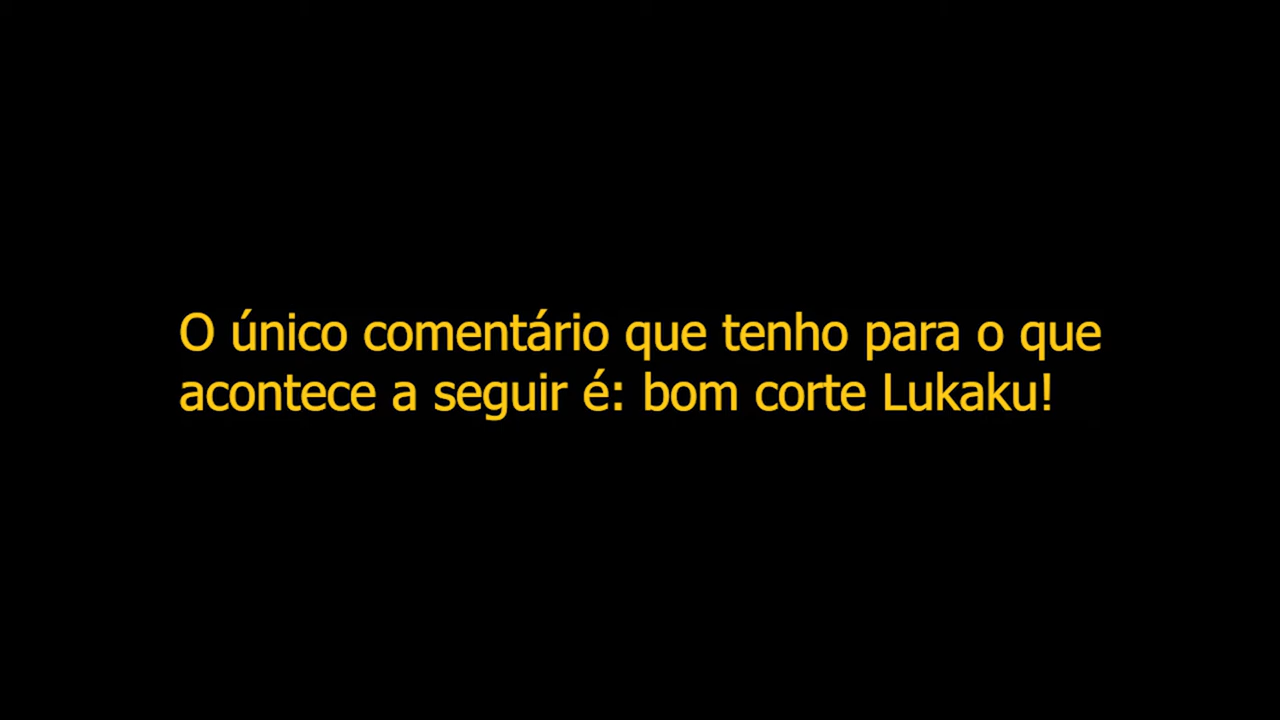 O único comentário que tenho para o que
acontece a seguir é: bom corte Lukaku!